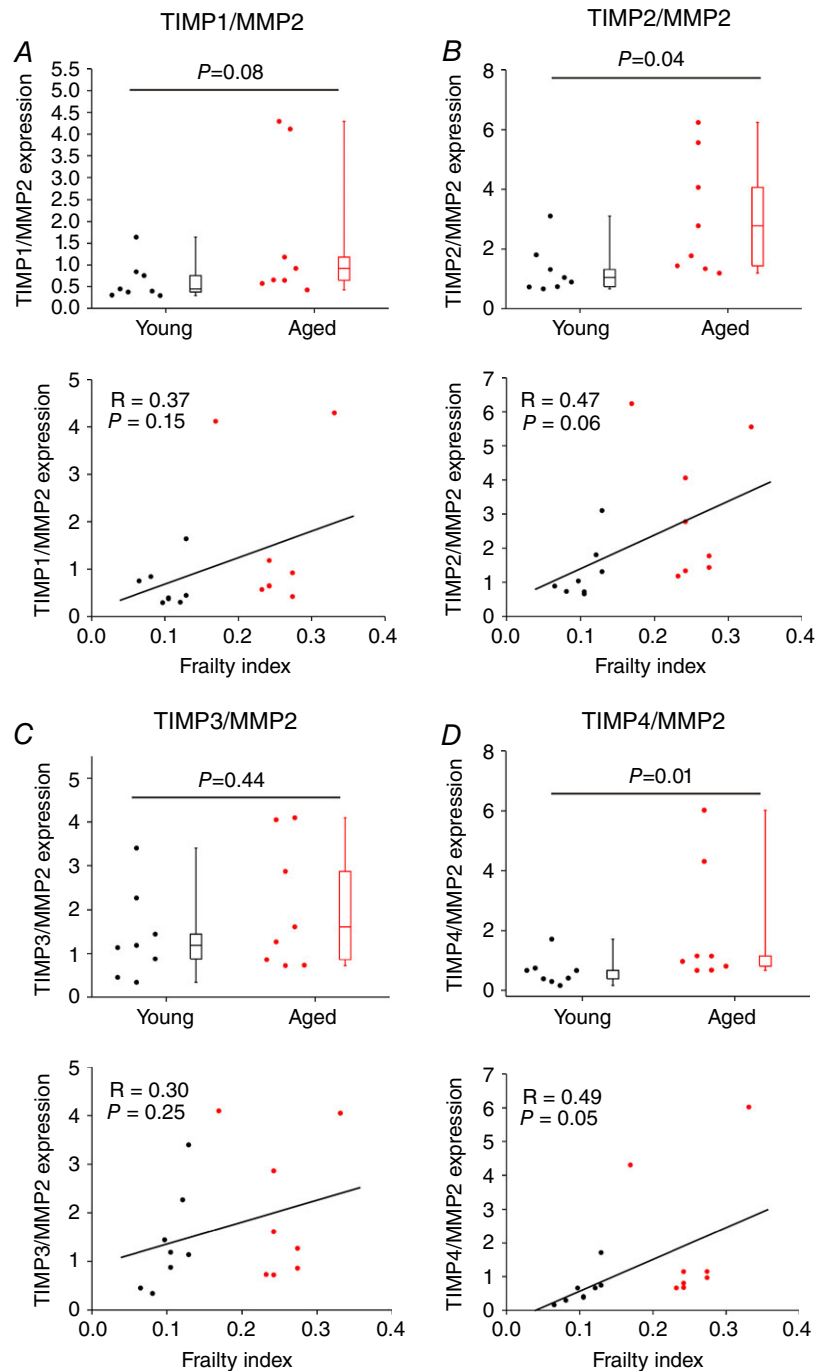 TIMP1/MMP2
A
P=0.08
5.5
5.0
4.5
4.0
3.5
3.0
2.5
2.0
1.5
1.0
0.5
0.0
TIMP1/MMP2 expression
Young Aged
R = 0.37
P = 0.15
5
4
3
2
1
0
TIMP1/MMP2 expression
0.0 0.1 0.2 0.3 0.4
Frailty index
TIMP2/MMP2
B
P=0.04
8
6
4
2
0
TIMP2/MMP2 expression
Young Aged
R = 0.47
P = 0.06
7
6
5
4
3
2
1
0
TIMP2/MMP2 expression
0.0 0.1 0.2 0.3 0.4
Frailty index
TIMP3/MMP2
C
P=0.44
5
4
3
2
1
0
TIMP3/MMP2 expression
Young Aged
R = 0.30
P = 0.25
5
4
3
2
1
0
TIMP3/MMP2 expression
0.0 0.1 0.2 0.3 0.4
Frailty index
TIMP4/MMP2
D
P=0.01
8
6
4
2
0
TIMP4/MMP2 expression
Young Aged
R = 0.49
P = 0.05
7
6
5
4
3
2
1
0
TIMP4/MMP2 expression
0.0 0.1 0.2 0.3 0.4
Frailty index